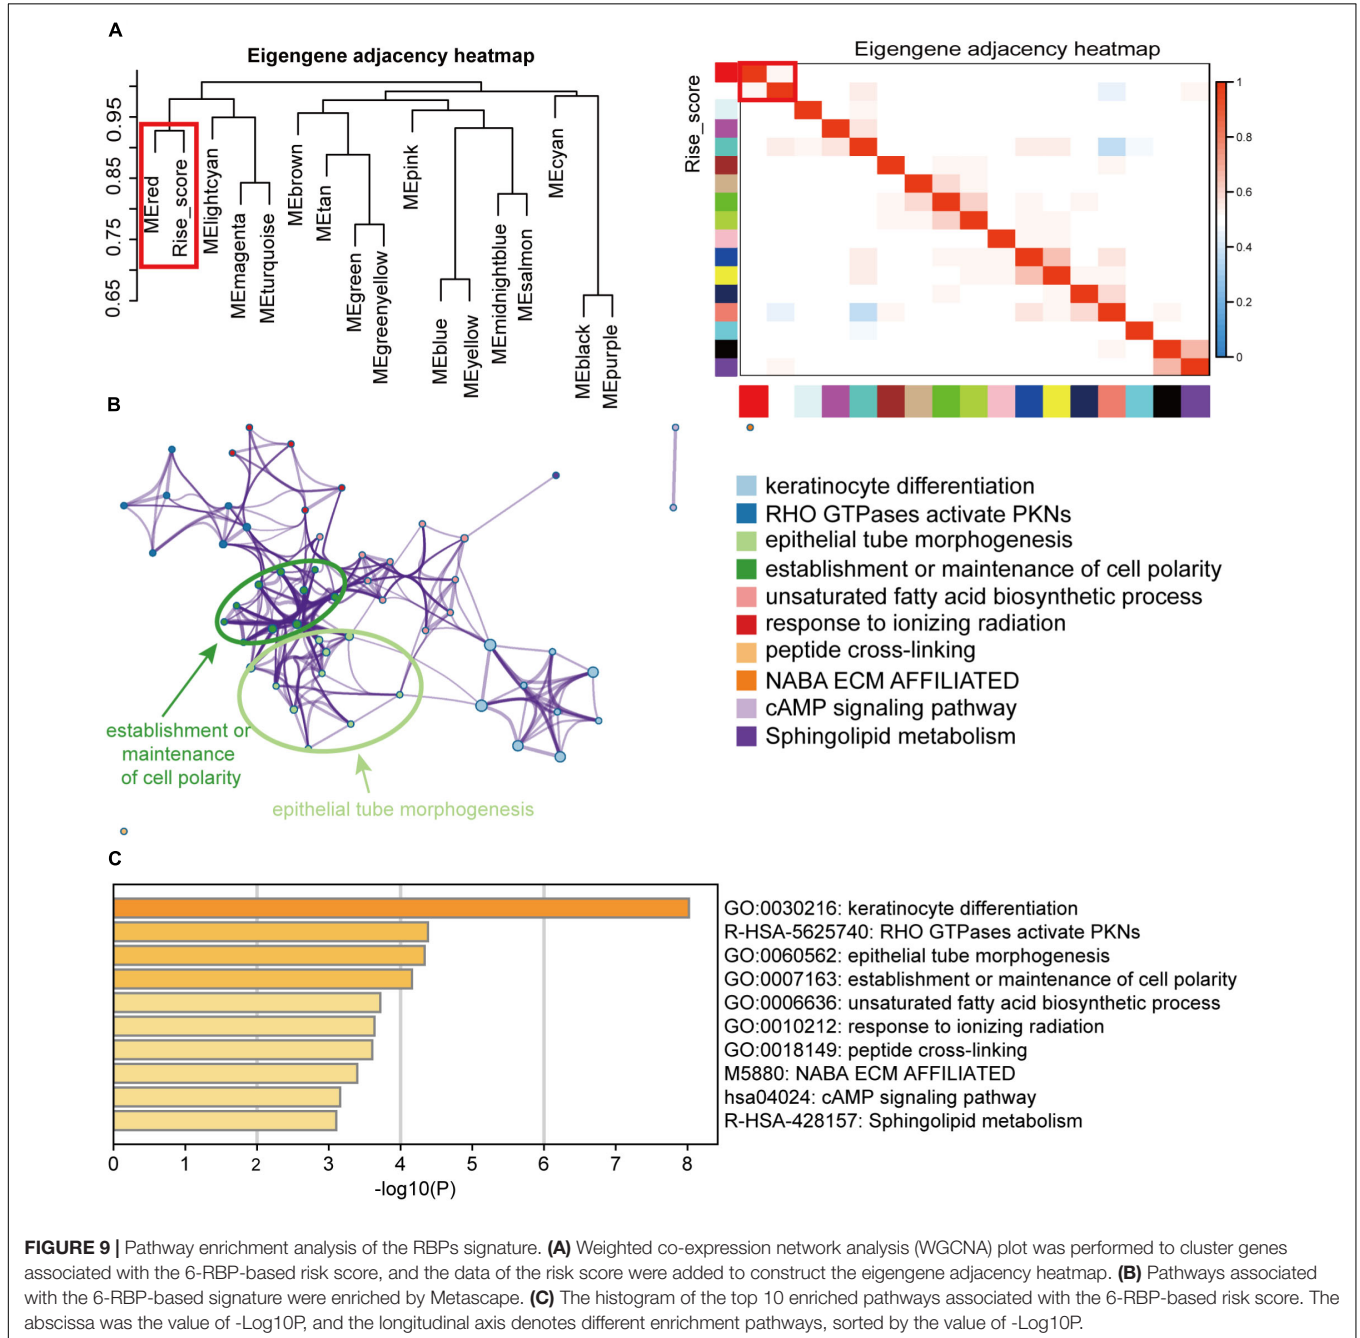 A
Eigengene adjacency heatmap
0.95
0.85
0.75
0.65
MEred
Rise_score
MElightcyan
MEmagenta
MEturquoise
MEbrown
MEtan
MEgreen
MEgreenyellow
MEpink
MEblue
MEyellow
MEmidnightblue
MEsalmon
MEcyan
MEblack
MEpurple
Eigengene adjacency heatmap
Rise_score
1
0.8
0.6
0.4
0.2
0
B
establishment or
maintenance
of cell polarity
epithelial tube morphogenesis
keratinocyte differentiation
RHO GTPases activate PKNs
epithelial tube morphogenesis
establishment or maintenance of cell polarity
unsaturated fatty acid biosynthetic process
response to ionizing radiation
peptide cross-linking
NABA ECM AFFILIATED
cAMP signaling pathway
Sphingolipid metabolism
C
GO:0030216: keratinocyte differentiation
R-HSA-5625740: RHO GTPases activate PKNs
GO:0060562: epithelial tube morphogenesis
GO:0007163: establishment or maintenance of cell polarity
GO:0006636: unsaturated fatty acid biosynthetic process
GO:0010212: response to ionizing radiation
GO:0018149: peptide cross-linking
M5880: NABA ECM AFFILIATED
hsa04024: cAMP signaling pathway
R-HSA-428157: Sphingolipid metabolism
0 1 2 3 4 5 6 7 8
-log10(P)
FIGURE 9 | Pathway enrichment analysis of the RBPs signature. (A) Weighted co-expression network analysis (WGCNA) plot was performed to cluster genes
associated with the 6-RBP-based risk score, and the data of the risk score were added to construct the eigengene adjacency heatmap. (B) Pathways associated
with the 6-RBP-based signature were enriched by Metascape. (C) The histogram of the top 10 enriched pathways associated with the 6-RBP-based risk score. The
abscissa was the value of -Log10P, and the longitudinal axis denotes different enrichment pathways, sorted by the value of -Log10P.